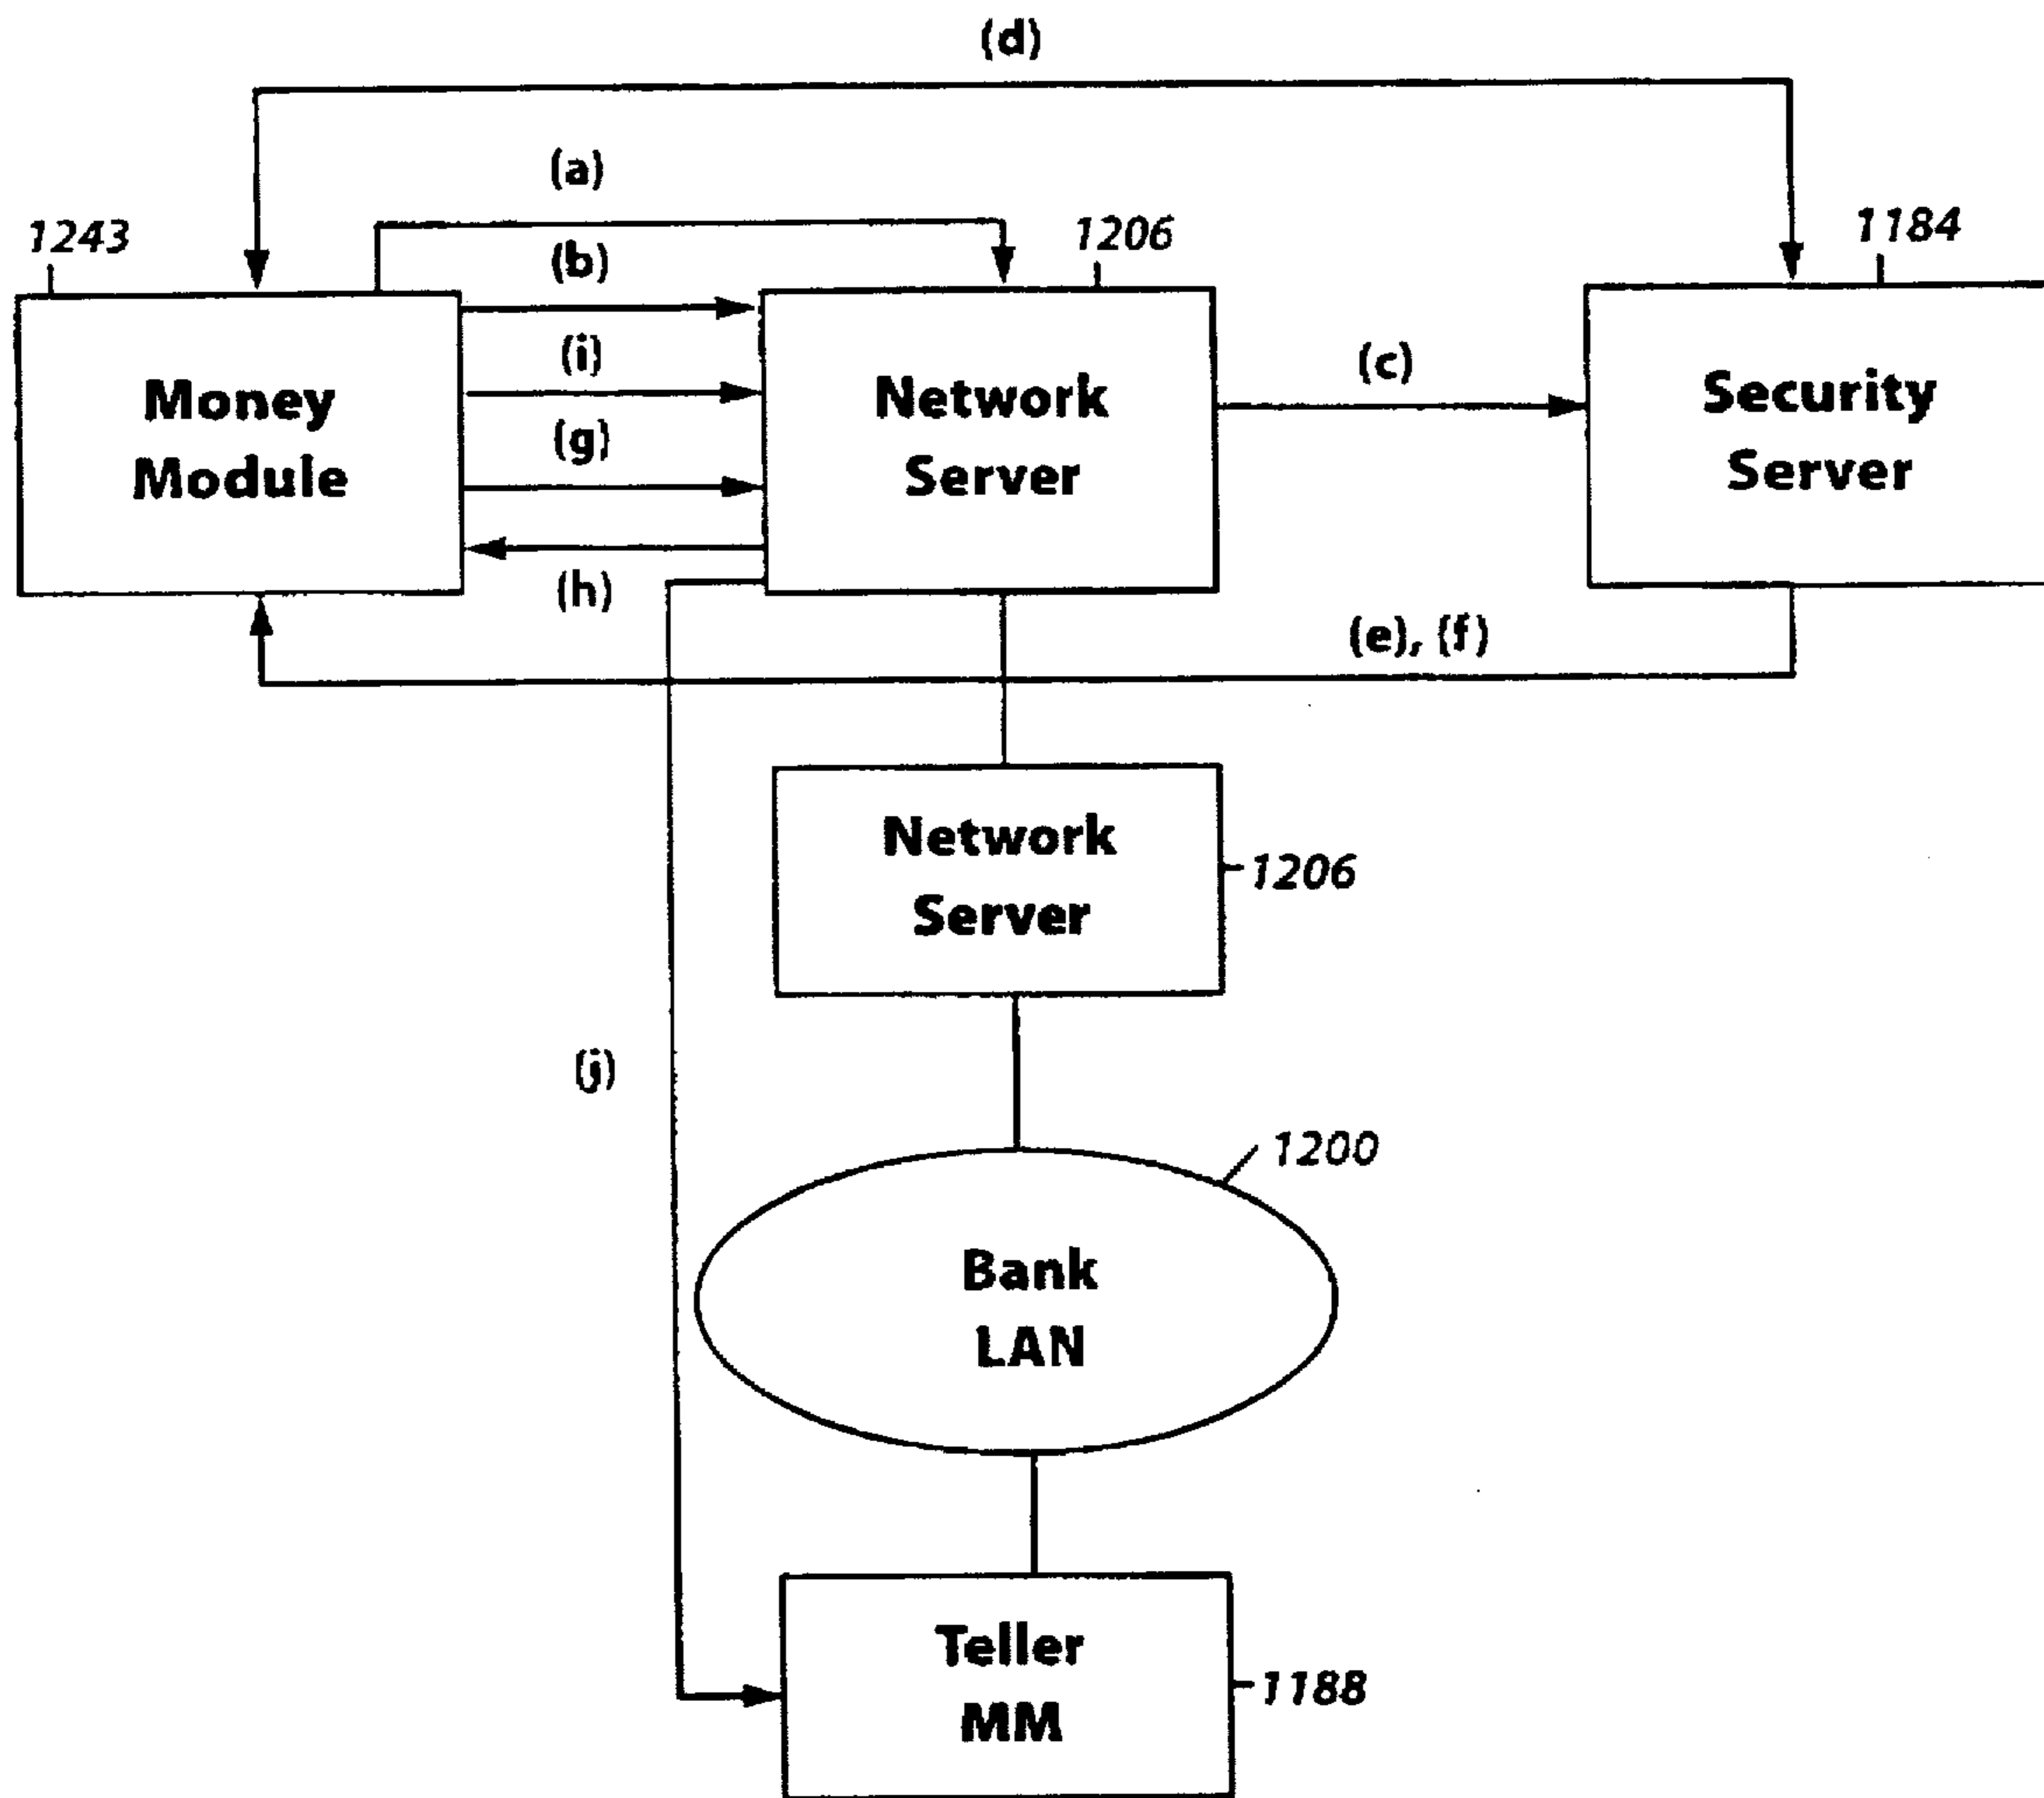 (d)
(a)
1243
1206
1184
(b)
(i)
(c)
Money
Module
Network
Server
Security
Server
(g)
(h)
(e), (f)
Network
Server
1206
(j)
1200
Bank
LAN
Teller
MM
1188